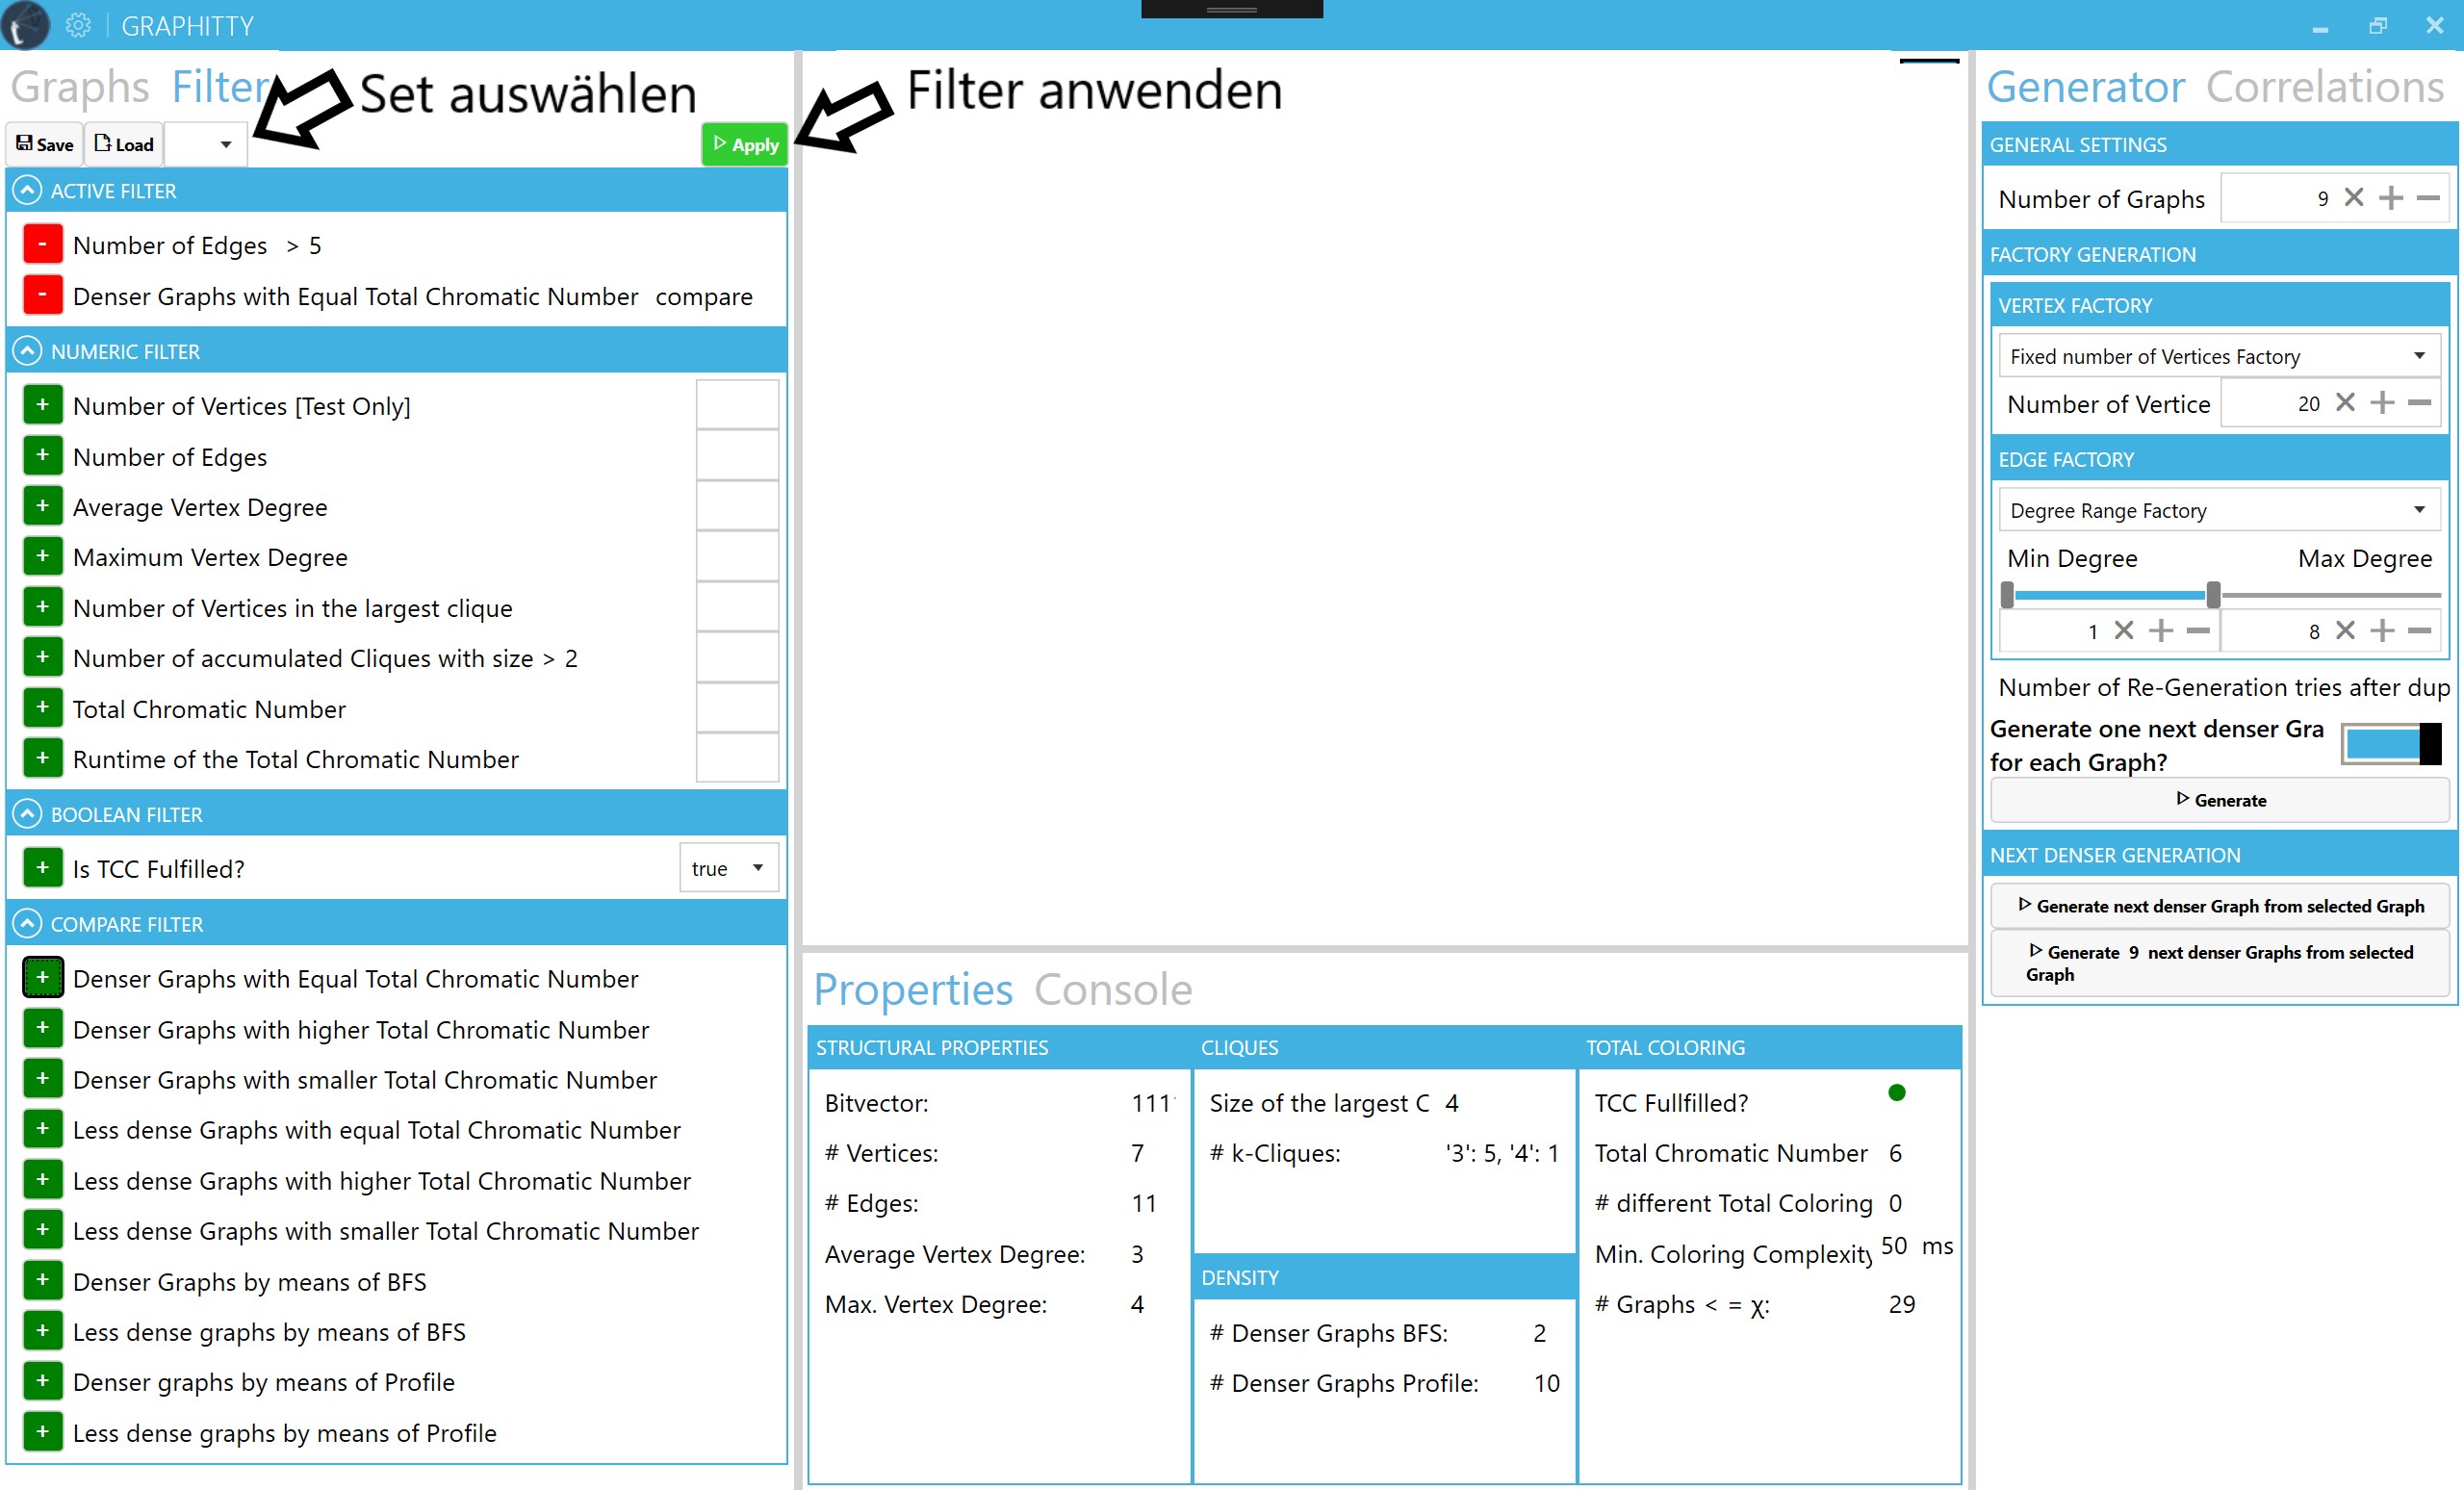 GRAPHITTY
Graphs Filter
Set auswählen
Filter anwenden
Save Load
Apply
ACTIVE FILTER
- Number of Edges > 5
- Denser Graphs with Equal Total Chromatic Number compare
NUMERIC FILTER
+ Number of Vertices [Test Only]
+ Number of Edges
+ Average Vertex Degree
+ Maximum Vertex Degree
+ Number of Vertices in the largest clique
+ Number of accumulated Cliques with size > 2
+ Total Chromatic Number
+ Runtime of the Total Chromatic Number
BOOLEAN FILTER
+ Is TCC Fulfilled? true
COMPARE FILTER
+ Denser Graphs with Equal Total Chromatic Number
+ Denser Graphs with higher Total Chromatic Number
+ Denser Graphs with smaller Total Chromatic Number
+ Less dense Graphs with equal Total Chromatic Number
+ Less dense Graphs with higher Total Chromatic Number
+ Less dense Graphs with smaller Total Chromatic Number
+ Denser Graphs by means of BFS
+ Less dense graphs by means of BFS
+ Denser graphs by means of Profile
+ Less dense graphs by means of Profile
Properties Console
STRUCTURAL PROPERTIES
Bitvector: 111
# Vertices: 7
# Edges: 11
Average Vertex Degree: 3
Max. Vertex Degree: 4
CLIQUES
Size of the largest C 4
# k-Cliques: '3': 5, '4': 1
DENSITY
# Denser Graphs BFS: 2
# Denser Graphs Profile: 10
TOTAL COLORING
TCC Fullfilled?
Total Chromatic Number 6
# different Total Coloring 0
Min. Coloring Complexity 50 ms
# Graphs < = χ: 29
Generator Correlations
GENERAL SETTINGS
Number of Graphs 9
FACTORY GENERATION
VERTEX FACTORY
Fixed number of Vertices Factory
Number of Vertice 20
EDGE FACTORY
Degree Range Factory
Min Degree Max Degree
1 8
Number of Re-Generation tries after dup
Generate one next denser Gra
for each Graph?
Generate
NEXT DENSER GENERATION
Generate next denser Graph from selected Graph
Generate 9 next denser Graphs from selected
Graph